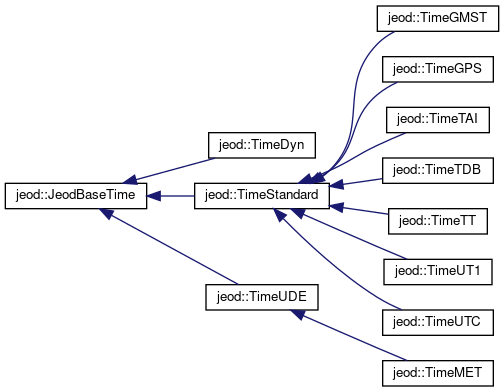 jeod::TimeGMST
jeod::TimeGPS
jeod::TimeTAI
jeod::TimeDyn
jeod::TimeTDB
jeod::JeodBaseTime
jeod::TimeStandard
jeod::TimeTT
jeod::TimeUT1
jeod::TimeUDE
jeod::TimeUTC
jeod::TimeMET